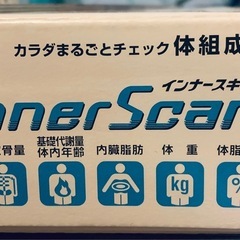 カラダまるごとチェック 体組成
インナースキ
nerScan
骨量
基礎代謝量
体内年齢
内臓脂肪
体重
体脂
kg